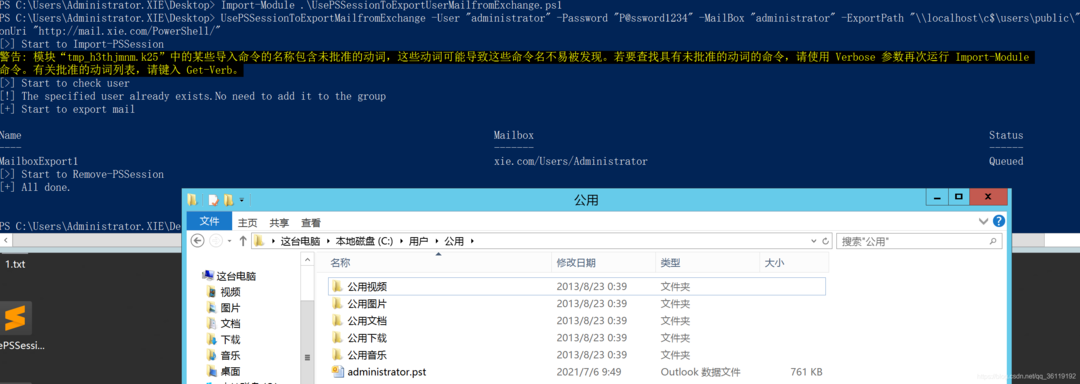 PS C:\Users\Administrator.XIE\Desktop> Import-Module .\UsePSSessionToExportUserMailfromExchange.ps1
PS C:\Users\Administrator.XIE\Desktop> UsePSSessionToExportMailfromExchange -User "administrator" -Password "P@ssword1234" -MailBox "administrator" -ExportPath "\\localhost\c$\users\public\"
onUri "http://mail.xie.com/PowerShell/"
[>] Start to Import-PSSession
警告: 模块“tmp_h3thjmnm.k25”中的某些导入命令的名称包含未批准的动词，这些动词可能导致这些命令名不易被发现。若要查找具有未批准的动词的命令，请使用 Verbose 参数再次运行 Import-Module
命令。有关批准的动词列表，请键入 Get-Verb。
[>] Start to check user
[!] The specified user already exists.No need to add it to the group
[+] Start to export mail
Name Mailbox Status
---- ------- ------
MailboxExport1 xie.com/Users/Administrator Queued
[>] Start to Remove-PSSession
[+] All done.
PS C:\Users\Administrator.XIE\De
公用
文件 主页 共享 查看
这台电脑 本地磁盘 (C:) 用户 公用
搜索"公用"
1.txt
ePSSessi...
这台电脑
视频
图片
文档
下载
音乐
桌面
名称 修改日期 类型 大小
公用视频 2013/8/23 0:39 文件夹
公用图片 2013/8/23 0:39 文件夹
公用文档 2013/8/23 0:39 文件夹
公用下载 2013/8/23 0:39 文件夹
公用音乐 2013/8/23 0:39 文件夹
administrator.pst 2021/7/6 9:49 Outlook 数据文件 761 KB
csdn.net/qq_36119192